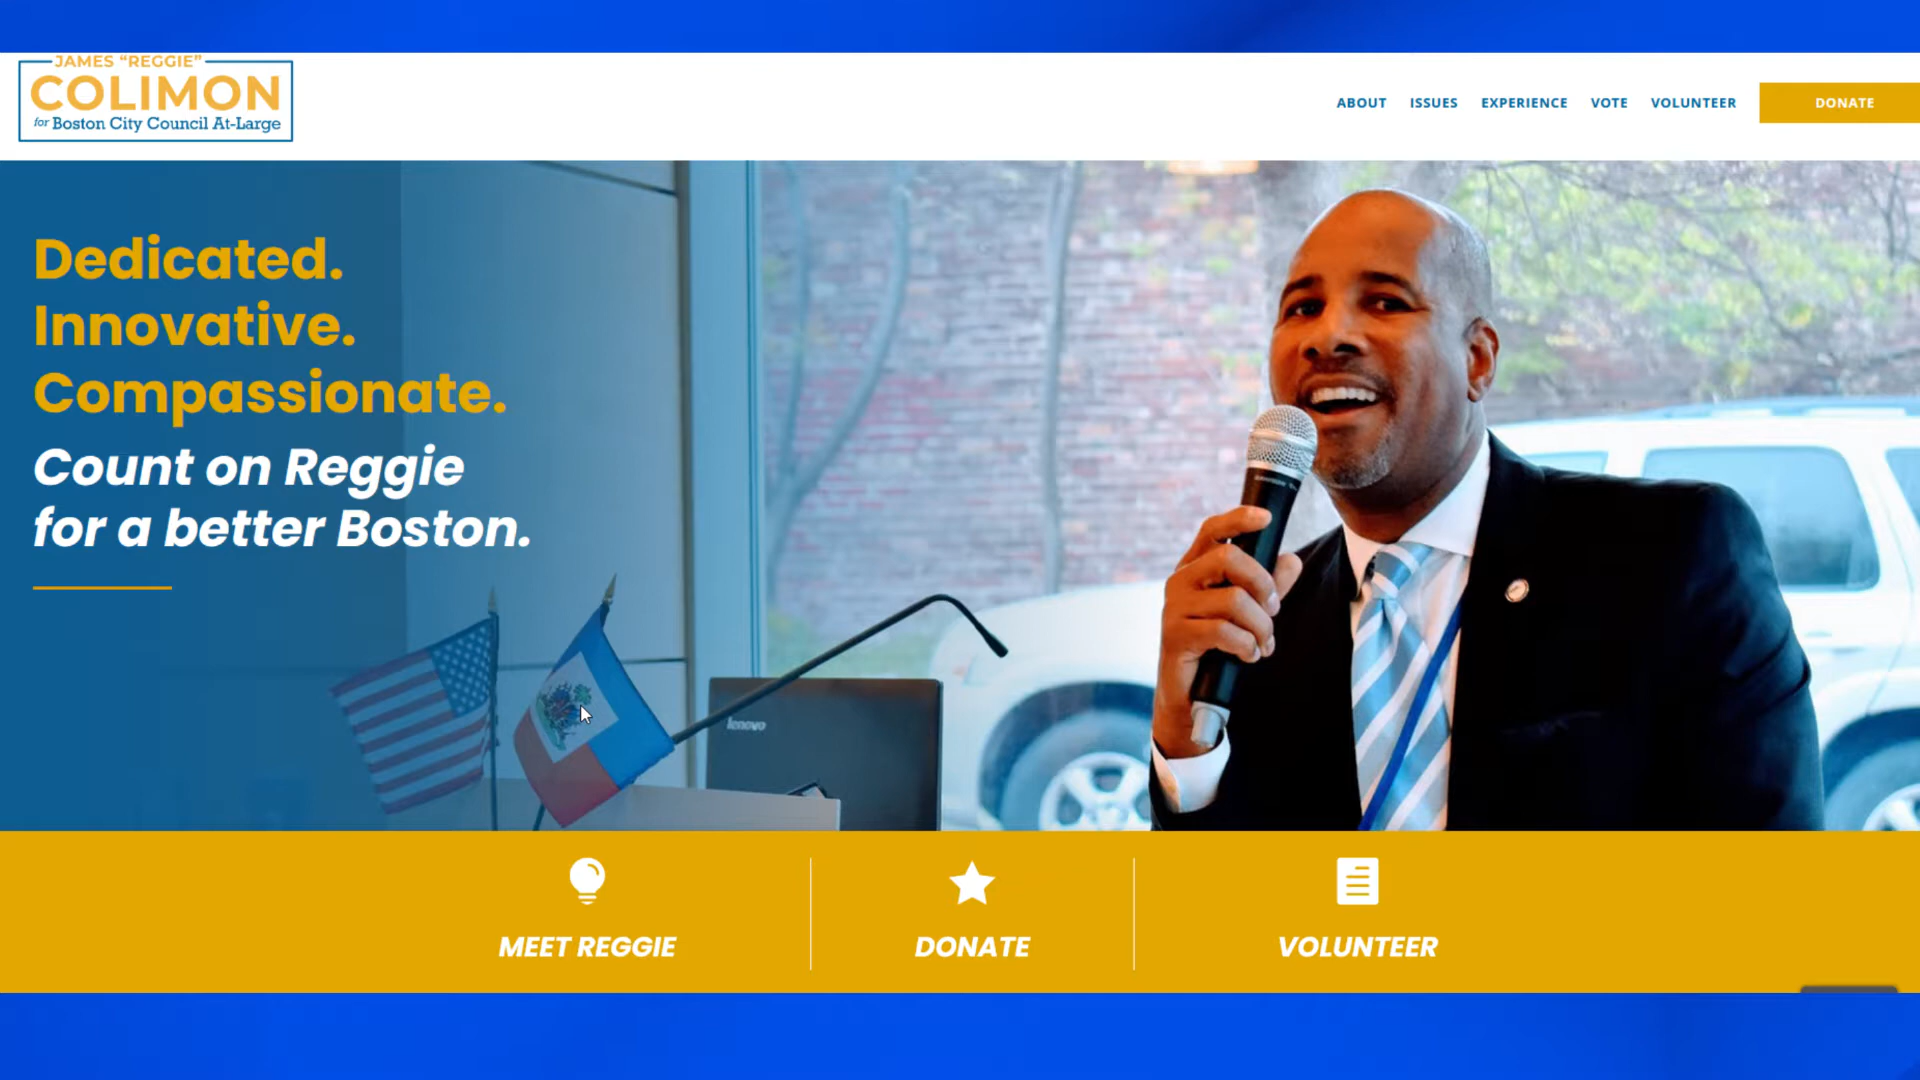 JAMES “REGGIE”
COLIMON
for Boston City Council At-Large
ABOUT ISSUES EXPERIENCE VOTE VOLUNTEER DONATE
Dedicated.
Innovative.
Compassionate.
Count on Reggie
for a better Boston.
lenovo
MEET REGGIE DONATE VOLUNTEER